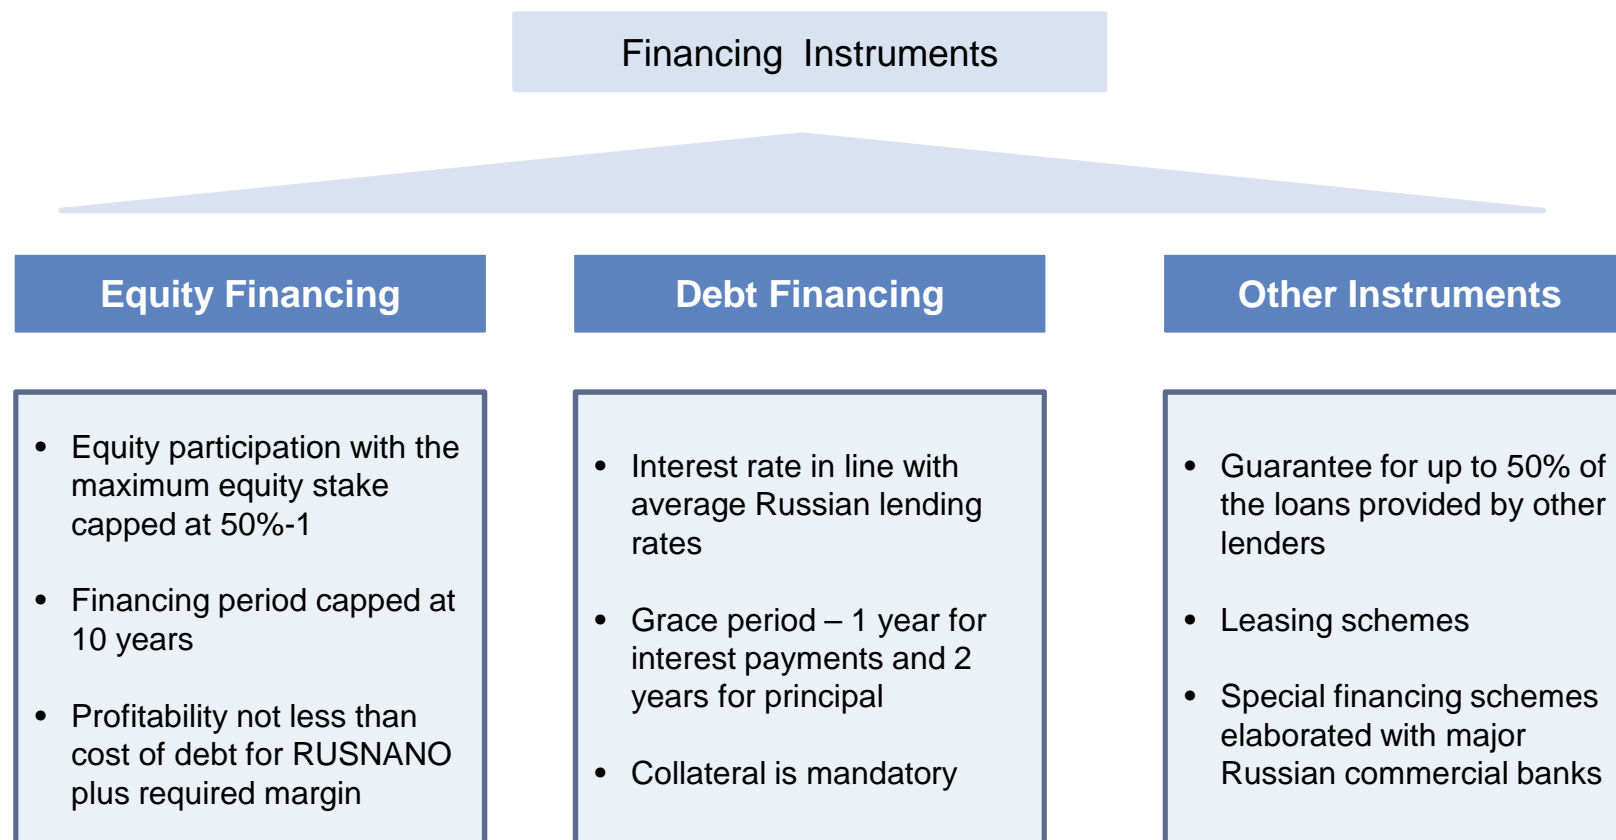 Financing Instruments
Equity Financing
• Equity participation with the
maximum equity stake
capped at 50%-1
• Financing period capped at
10 years
• Profitability not less than
cost of debt for RUSNANO
plus required margin
Debt Financing
• Interest rate in line with
average Russian lending
rates
• Grace period – 1 year for
interest payments and 2
years for principal
• Collateral is mandatory
Other Instruments
• Guarantee for up to 50% of
the loans provided by other
lenders
• Leasing schemes
• Special financing schemes
elaborated with major
Russian commercial banks